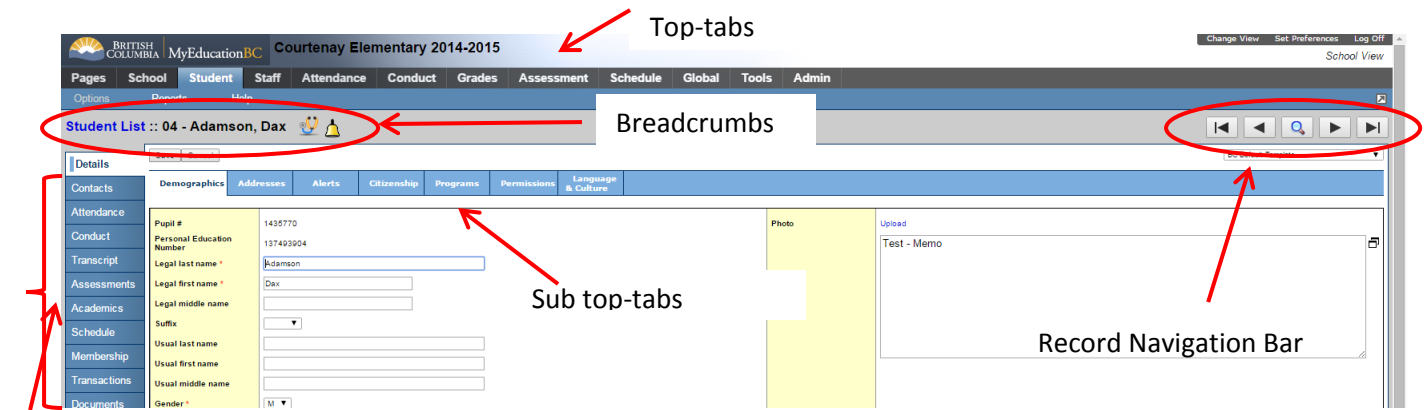 Top-tabs
Change View Set Preferences Log Off
BRITISH COLUMBIA MyEducationBC Courtenay Elementary 2014-2015
School View
Pages School Student Staff Attendance Conduct Grades Assessment Schedule Global Tools Admin
Options Reports Help
Student List :: 04 - Adamson, Dax
Breadcrumbs
Details
Demographics Addresses Alerts Citizenship Programs Permissions Language & Culture
Contacts
Attendance
Conduct
Transcript
Assessments
Academics
Schedule
Membership
Transactions
Documents
Pupil # 1435770
Personal Education Number 137493904
Legal last name * Adamson
Legal first name * Dax
Legal middle name
Suffix
Usual last name
Usual first name
Usual middle name
Gender * M
Photo Upload
Test - Memo
Sub top-tabs
Record Navigation Bar